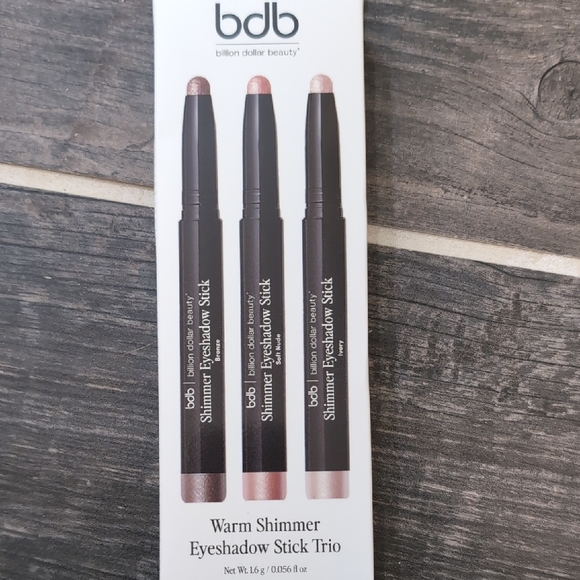 bdb
billion dollar beauty®
bdb | billion dollar beauty®
Shimmer Eyeshadow Stick
Bronze
bdb | billion dollar beauty®
Shimmer Eyeshadow Stick
Soft Nude
bdb | billion dollar beauty®
Shimmer Eyeshadow Stick
Ivory
Warm Shimmer
Eyeshadow Stick Trio
Net Wt. 1.6 g / 0.056 fl oz